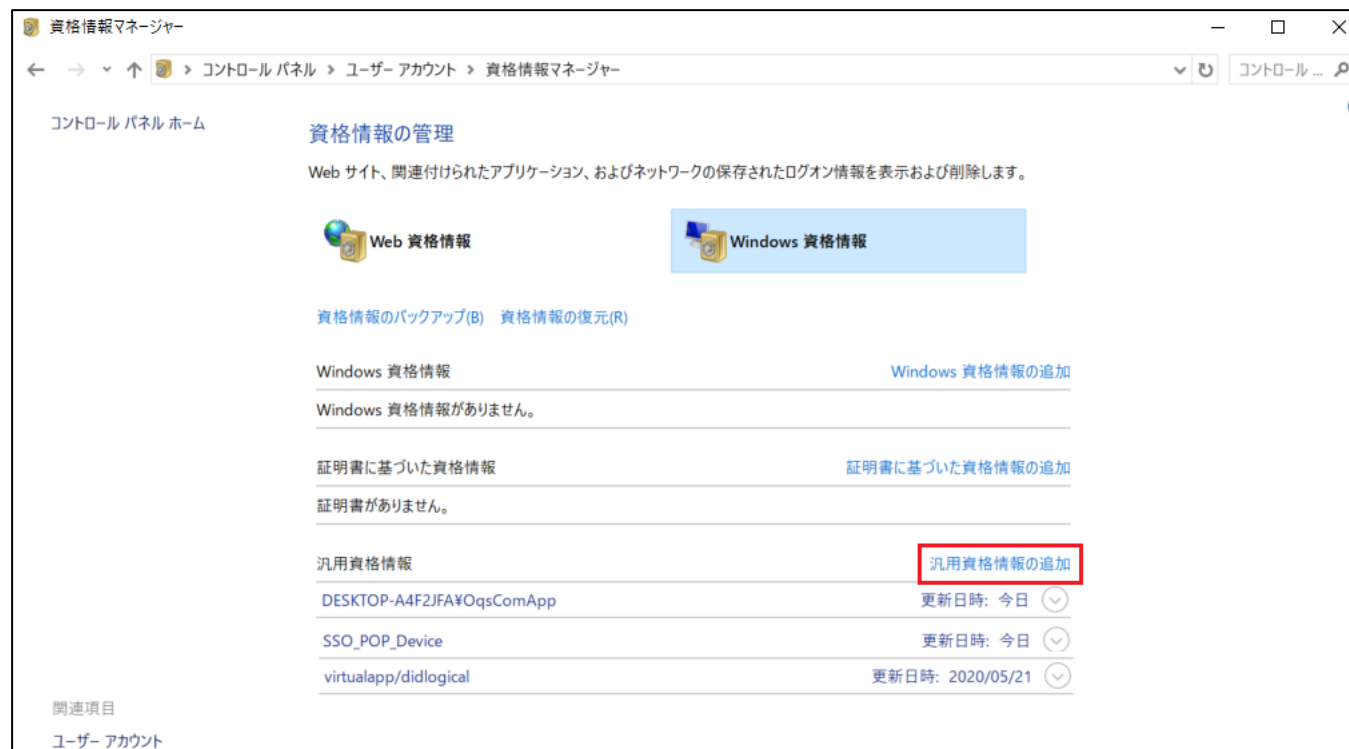 資格情報マネージャー
コントロール パネル › ユーザー アカウント › 資格情報マネージャー
コントロール ...
コントロール パネル ホーム
資格情報の管理
Web サイト、関連付けられたアプリケーション、およびネットワークの保存されたログオン情報を表示および削除します。
Web 資格情報
Windows 資格情報
資格情報のバックアップ(B) 資格情報の復元(R)
Windows 資格情報 Windows 資格情報の追加
Windows 資格情報がありません。
証明書に基づいた資格情報 証明書に基づいた資格情報の追加
証明書がありません。
汎用資格情報 汎用資格情報の追加
DESKTOP-A4F2JFA¥OqsComApp 更新日時: 今日
SSO_POP_Device 更新日時: 今日
virtualapp/didlogical 更新日時: 2020/05/21
関連項目
ユーザー アカウント